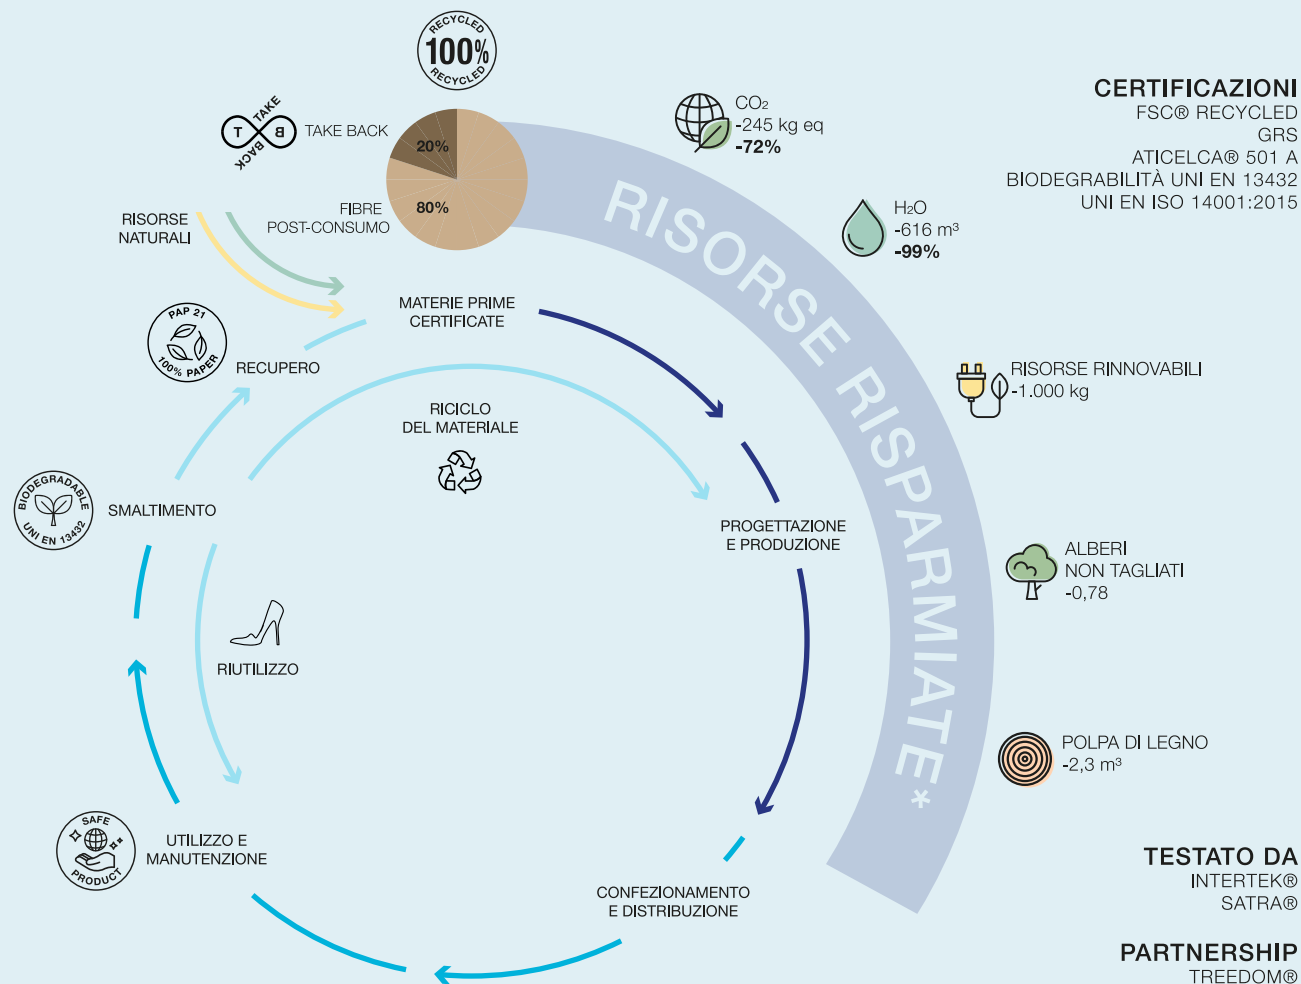 RECYCLED
100%
RECYCLED
TAKE
T B
BACK
TAKE BACK
20%
FIBRE
POST-CONSUMO
80%
RISORSE
NATURALI
CO₂
-245 kg eq
-72%
H₂O
-616 m³
-99%
RISORSE RINNOVABILI
-1.000 kg
ALBERI
NON TAGLIATI
-0,78
POLPA DI LEGNO
-2,3 m³
RISORSE RISPARMIATE*
CERTIFICAZIONI
FSC® RECYCLED
GRS
ATICELCA® 501 A
BIODEGRABILITÀ UNI EN 13432
UNI EN ISO 14001:2015
MATERIE PRIME
CERTIFICATE
PAP 21
100% PAPER
RECUPERO
RICICLO
DEL MATERIALE
BIODEGRADABLE
UNI EN 13432
SMALTIMENTO
PROGETTAZIONE
E PRODUZIONE
RIUTILIZZO
SAFE
PRODUCT
UTILIZZO E
MANUTENZIONE
CONFEZIONAMENTO
E DISTRIBUZIONE
TESTATO DA
INTERTEK®
SATRA®
PARTNERSHIP
TREEDOM®